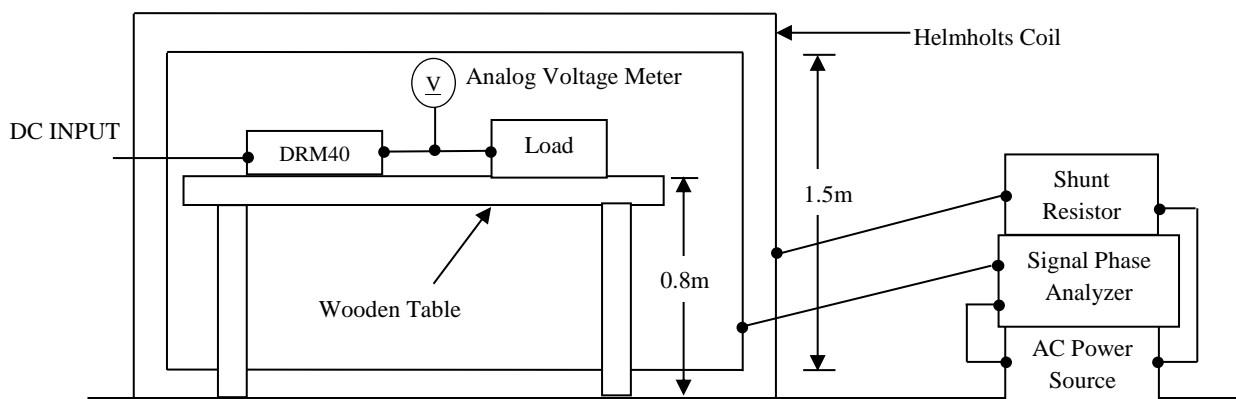 Helmholts Coil
V
Analog Voltage Meter
DC INPUT
DRM40
Load
1.5m
0.8m
Wooden Table
Shunt
Resistor
Signal Phase
Analyzer
AC Power
Source